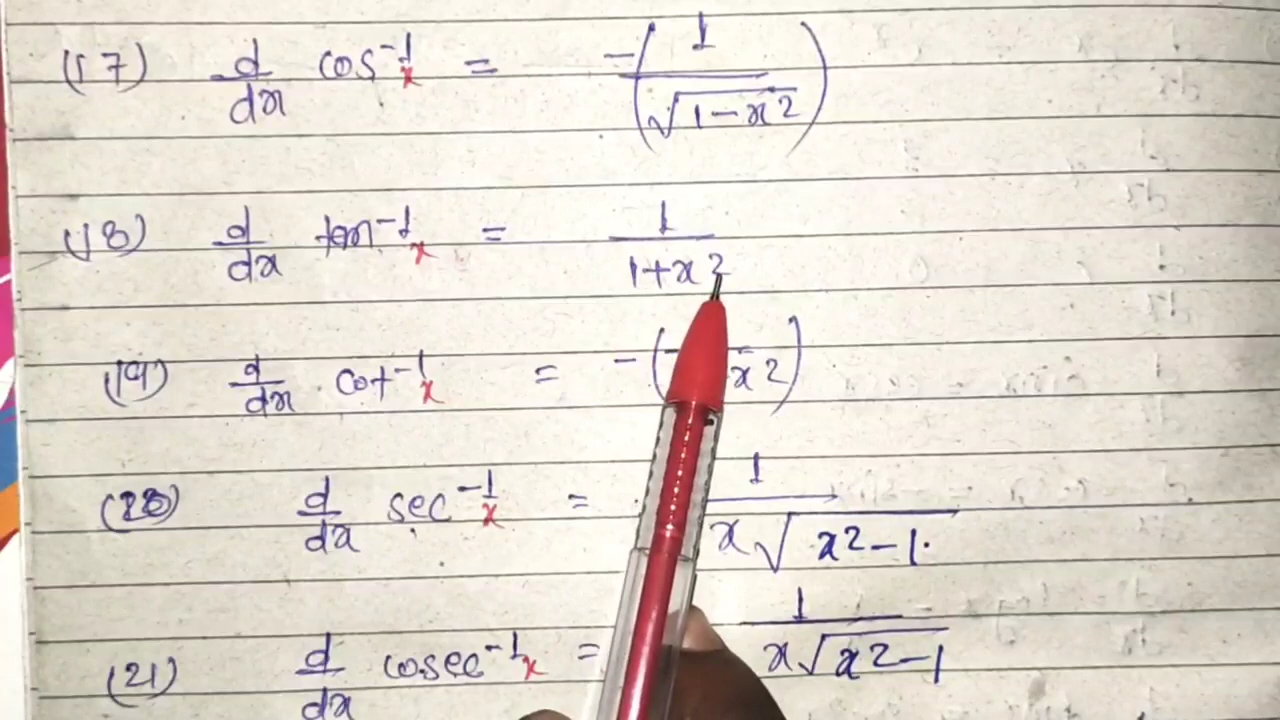 (17) d/dx cos⁻¹x = -(1/√(1-x²))
(18) d/dx tan⁻¹x = 1/(1+x²)
(19) d/dx cot⁻¹x = -( x²)
(20) d/dx sec⁻¹x = 1/(x√(x²-1))
(21) d/dx cosec⁻¹x = 1/(x√(x²-1))